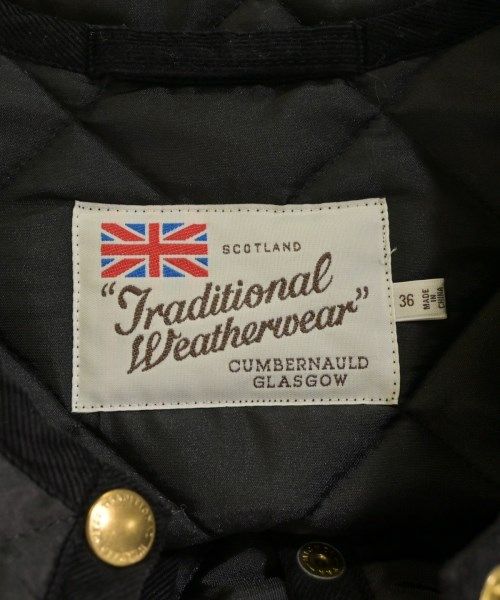 SCOTLAND
"Traditional
Weatherwear"
CUMBERNAULD
GLASGOW
36
MADE
IN
CHINA